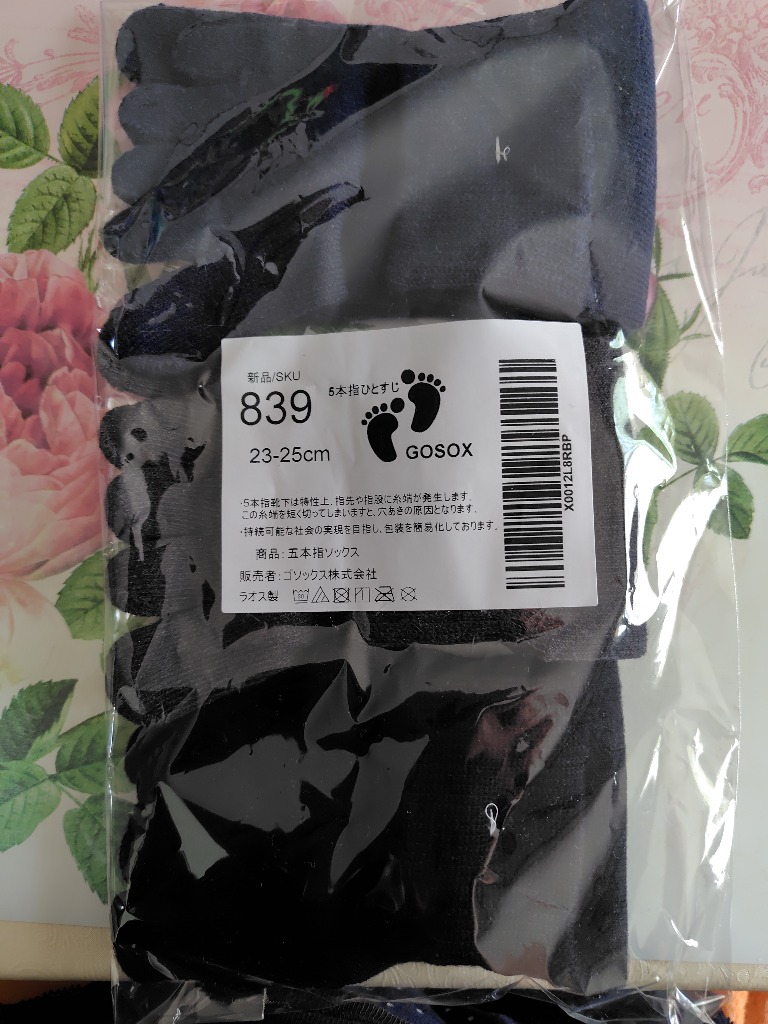 新品/SKU
839
5本指ひとすじ
23-25cm
GOSOX
・5本指靴下は特性上、指先や指股に糸端が発生します。
この糸端を短く切ってしまいますと、穴あきの原因となります。
・持続可能な社会の実現を目指し、包装を簡易化しております。
商品：五本指ソックス
販売者：ゴソックス株式会社
ラオス製
X0012L8RBP